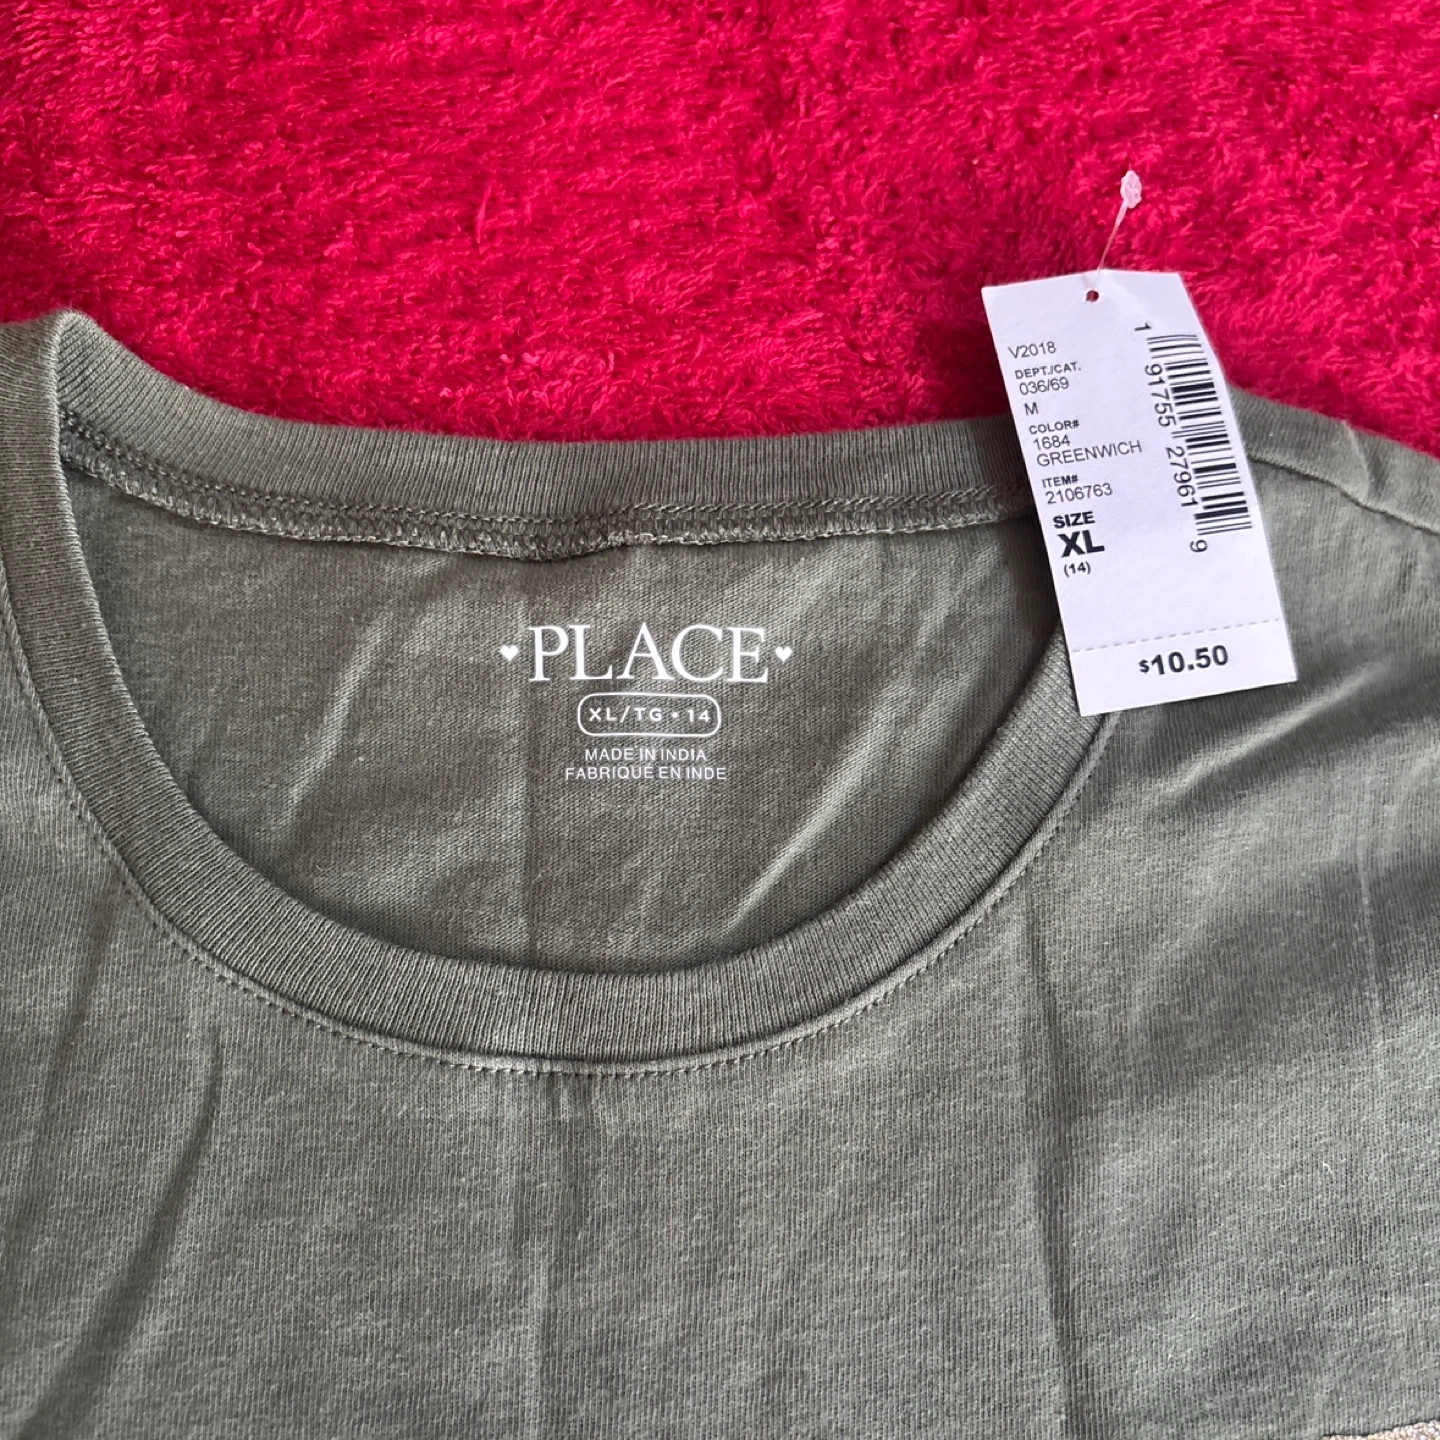 V2018
DEPT./CAT.
036/69
M
COLOR#
1684
GREENWICH
ITEM#
2106763
SIZE
XL
(14)
1 91755 27961 9
$10.50
♥PLACE♥
XL/TG • 14
MADE IN INDIA
FABRIQUE EN INDE